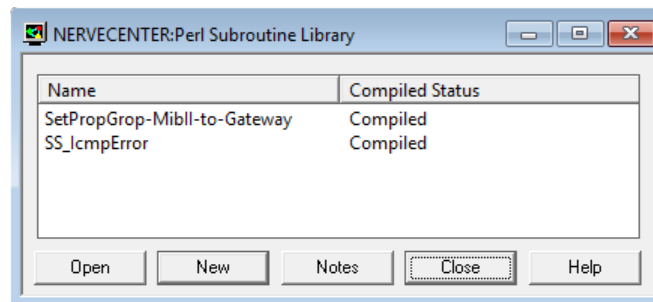 NERVECENTER:Perl Subroutine Library
Name Compiled Status
SetPropGrop-MibII-to-Gateway Compiled
SS_IcmpError Compiled
Open New Notes Close Help